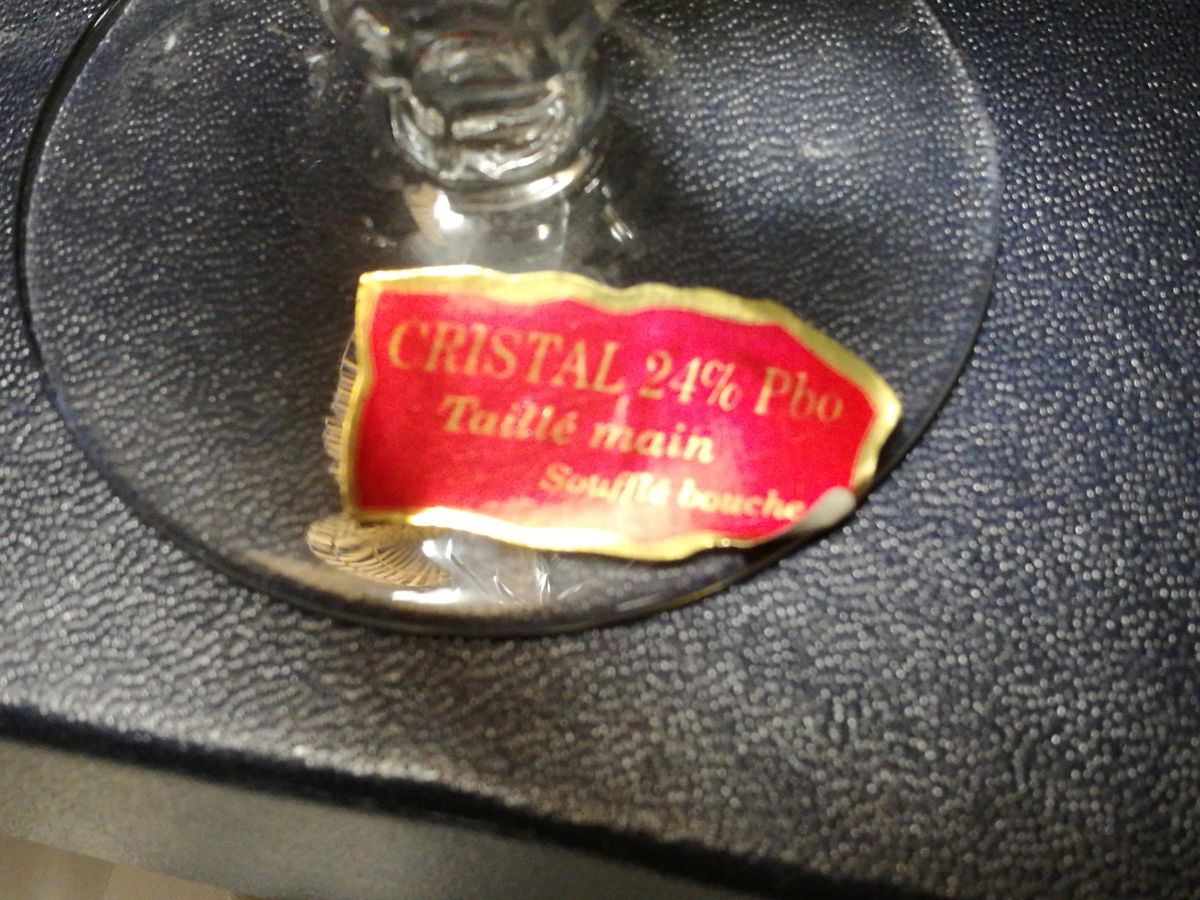 CRISTAL 24% Pbo
Taillé main
Soufflé bouche